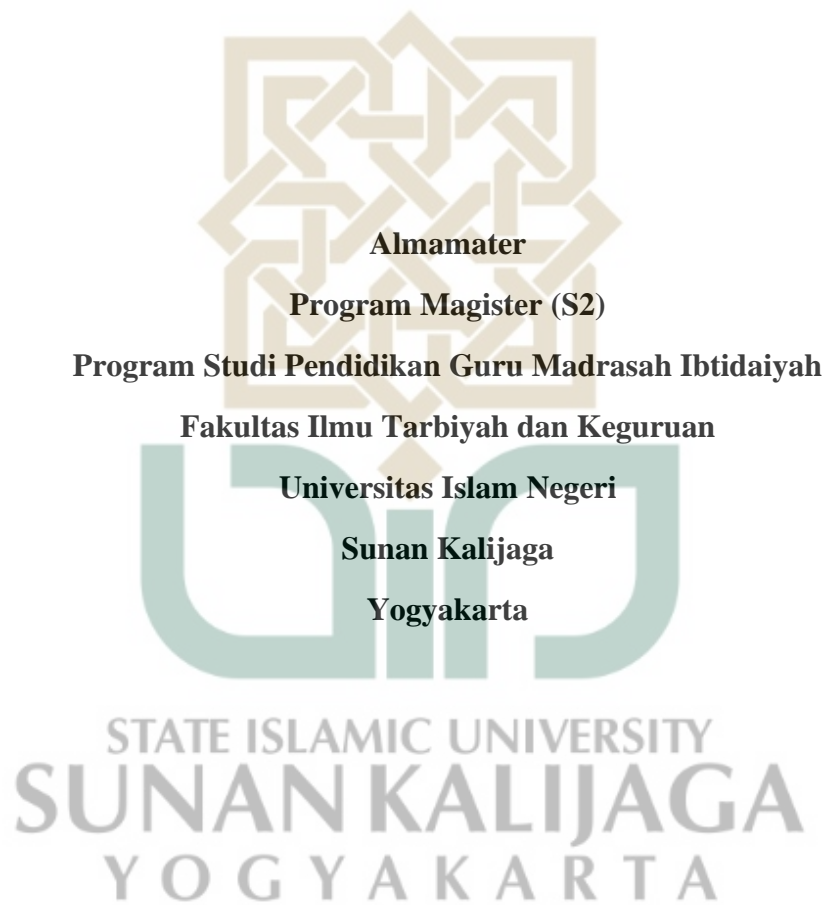 Almamater
Program Magister (S2)
Program Studi Pendidikan Guru Madrasah Ibtidaiyah
Fakultas Ilmu Tarbiyah dan Keguruan
Universitas Islam Negeri
Sunan Kalijaga
Yogyakarta
STATE ISLAMIC UNIVERSITY
SUNAN KALIJAGA
YOGYAKARTA